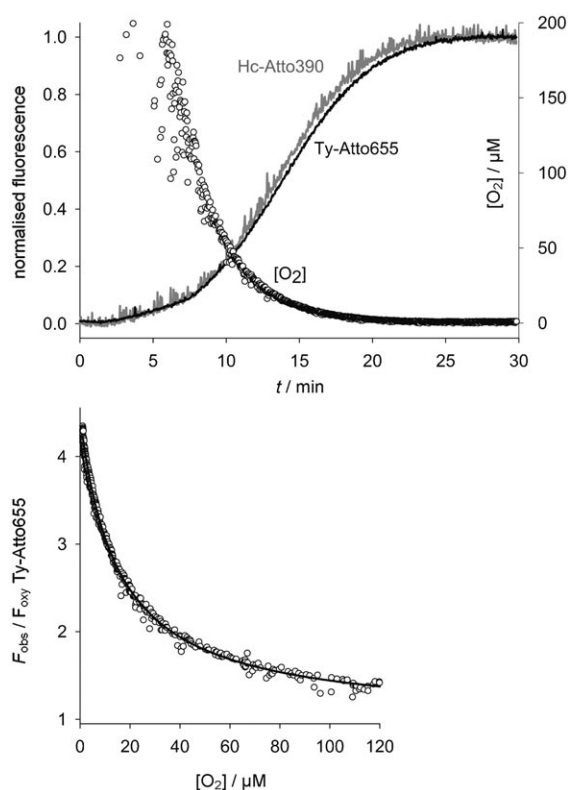 normalised fluorescence
1.0
0.8
0.6
0.4
0.2
0.0
Hc-Atto390
Ty-Atto655
[O₂]
200
150
100
50
0
[O₂] / µM
0 5 10 15 20 25 30
t / min
F_obs / F_oxy Ty-Atto655
4
3
2
1
0 20 40 60 80 100 120
[O₂] / µM